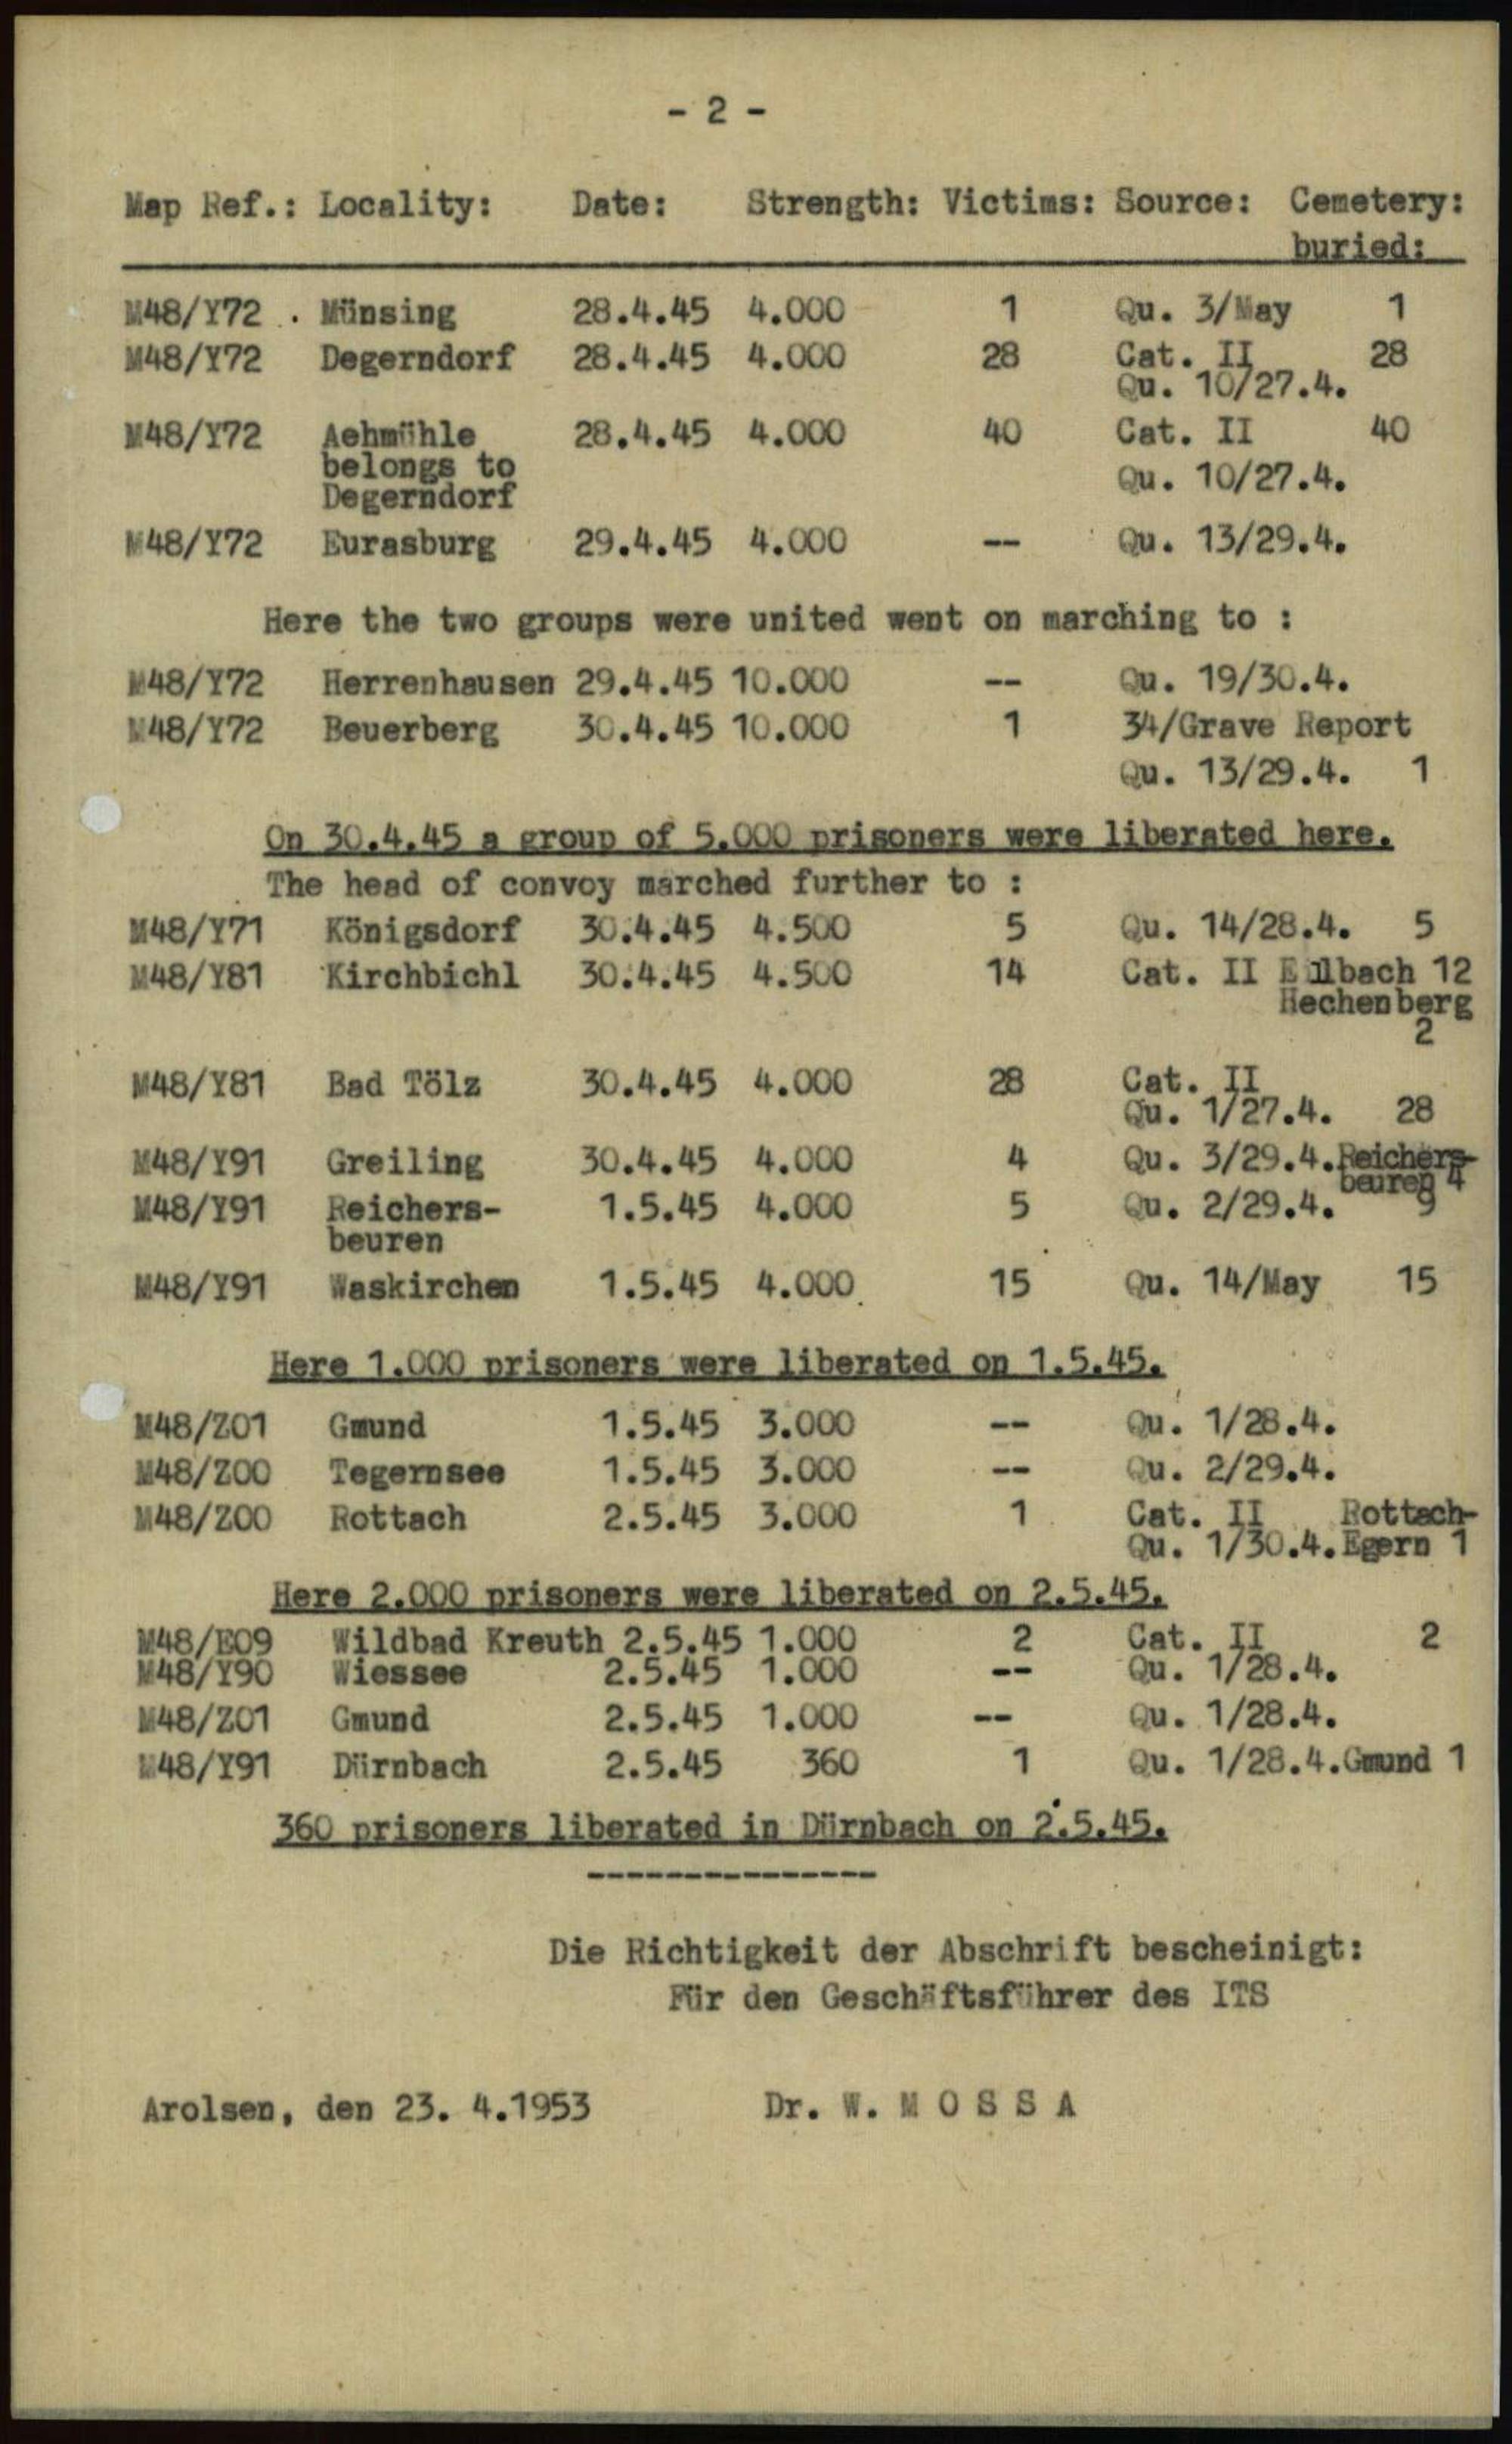 - 2 -
Map Ref.: Locality: Date: Strength: Victims: Source: Cemetery:
buried:
M48/Y72 . Münsing 28.4.45 4.000 1 Qu. 3/May 1
M48/Y72 Degerndorf 28.4.45 4.000 28 Cat. II 28
Qu. 10/27.4.
M48/Y72 Aehmühle 28.4.45 4.000 40 Cat. II 40
belongs to
Qu. 10/27.4.
Degerndorf
M48/Y72 Eurasburg 29.4.45 4.000 -- Qu. 13/29.4.
Here the two groups were united went on marching to :
M48/Y72 Herrenhausen 29.4.45 10.000 -- Qu. 19/30.4.
M48/Y72 Beuerberg 30.4.45 10.000 1 34/Grave Report
Qu. 13/29.4. 1
On 30.4.45 a group of 5.000 prisoners were liberated here.
The head of convoy marched further to :
M48/Y71 Königsdorf 30.4.45 4.500 5 Qu. 14/28.4. 5
M48/Y81 Kirchbichl 30.4.45 4.500 14 Cat. II Ellbach 12
Hechenberg
2
M48/Y81 Bad Tölz 30.4.45 4.000 28 Cat. II
Qu. 1/27.4. 28
M48/Y91 Greiling 30.4.45 4.000 4 Qu. 3/29.4. Reichers-
beuren 4
M48/Y91 Reichers- 1.5.45 4.000 5 Qu. 2/29.4.
beuren
M48/Y91 Waskirchen 1.5.45 4.000 15 Qu. 14/May 15
Here 1.000 prisoners were liberated on 1.5.45.
M48/Z01 Gmund 1.5.45 3.000 -- Qu. 1/28.4.
M48/Z00 Tegernsee 1.5.45 3.000 -- Qu. 2/29.4.
M48/Z00 Rottach 2.5.45 3.000 1 Cat. II Rottach-
Qu. 1/30.4. Egern 1
Here 2.000 prisoners were liberated on 2.5.45.
M48/E09 Wildbad Kreuth 2.5.45 1.000 2 Cat. II 2
M48/Y90 Wiessee 2.5.45 1.000 -- Qu. 1/28.4.
M48/Z01 Gmund 2.5.45 1.000 -- Qu. 1/28.4.
M48/Y91 Dürnbach 2.5.45 360 1 Qu. 1/28.4. Gmund 1
360 prisoners liberated in Dürnbach on 2.5.45.
---------------
Die Richtigkeit der Abschrift bescheinigt:
Für den Geschäftsführer des ITS
Arolsen, den 23. 4.1953 Dr. W. M O S S A